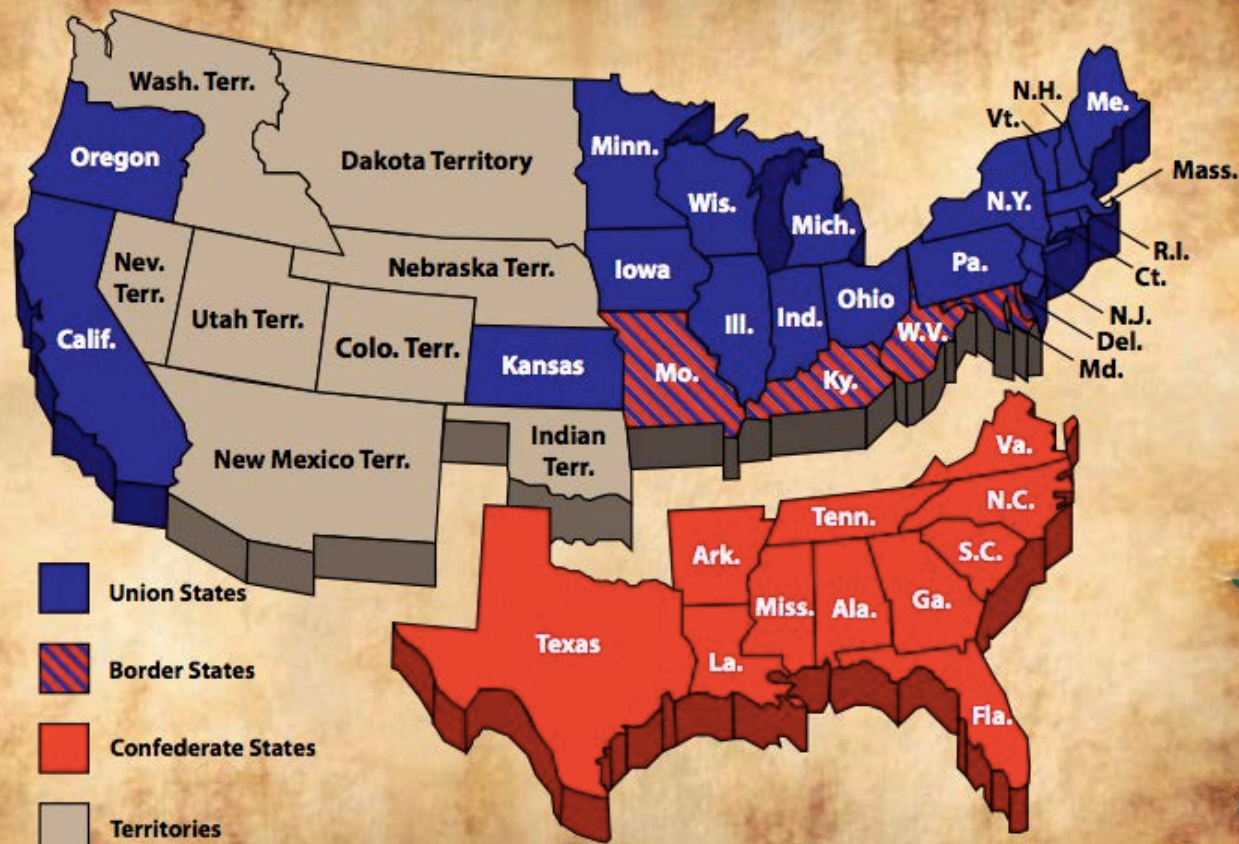 Wash. Terr.
Dakota Territory
Oregon
Minn.
N.H.
Vt.
Me.
Mass.
Wis.
Mich.
N.Y.
R.I.
Ct.
Nev.
Terr.
Nebraska Terr.
Iowa
Pa.
N.J.
Calif.
Utah Terr.
Colo. Terr.
Kansas
Ill.
Ind.
Ohio
Del.
Md.
Mo.
Ky.
W.V.
New Mexico Terr.
Indian
Terr.
Va.
Tenn.
N.C.
Ark.
S.C.
Miss.
Ala.
Ga.
Texas
La.
Fla.
Union States
Border States
Confederate States
Territories